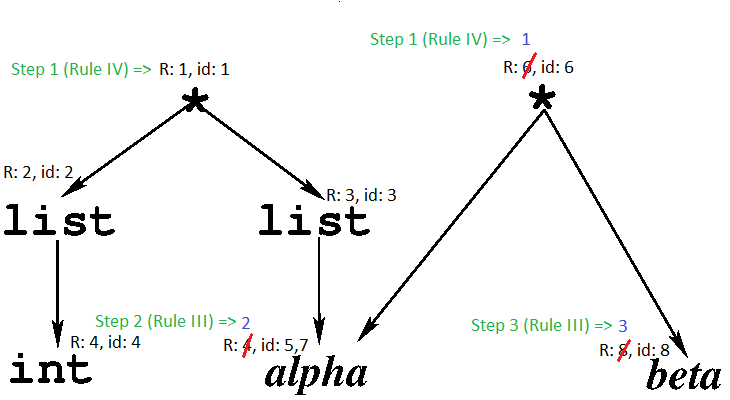 Step 1 (Rule IV) => 1
Step 1 (Rule IV) => R: 1, id: 1
R: 6, id: 6
*
*
R: 2, id: 2
R: 3, id: 3
list
list
Step 2 (Rule III) => 2
Step 3 (Rule III) => 3
R: 4, id: 4
R: 4, id: 5,7
R: 8, id: 8
int
alpha
beta